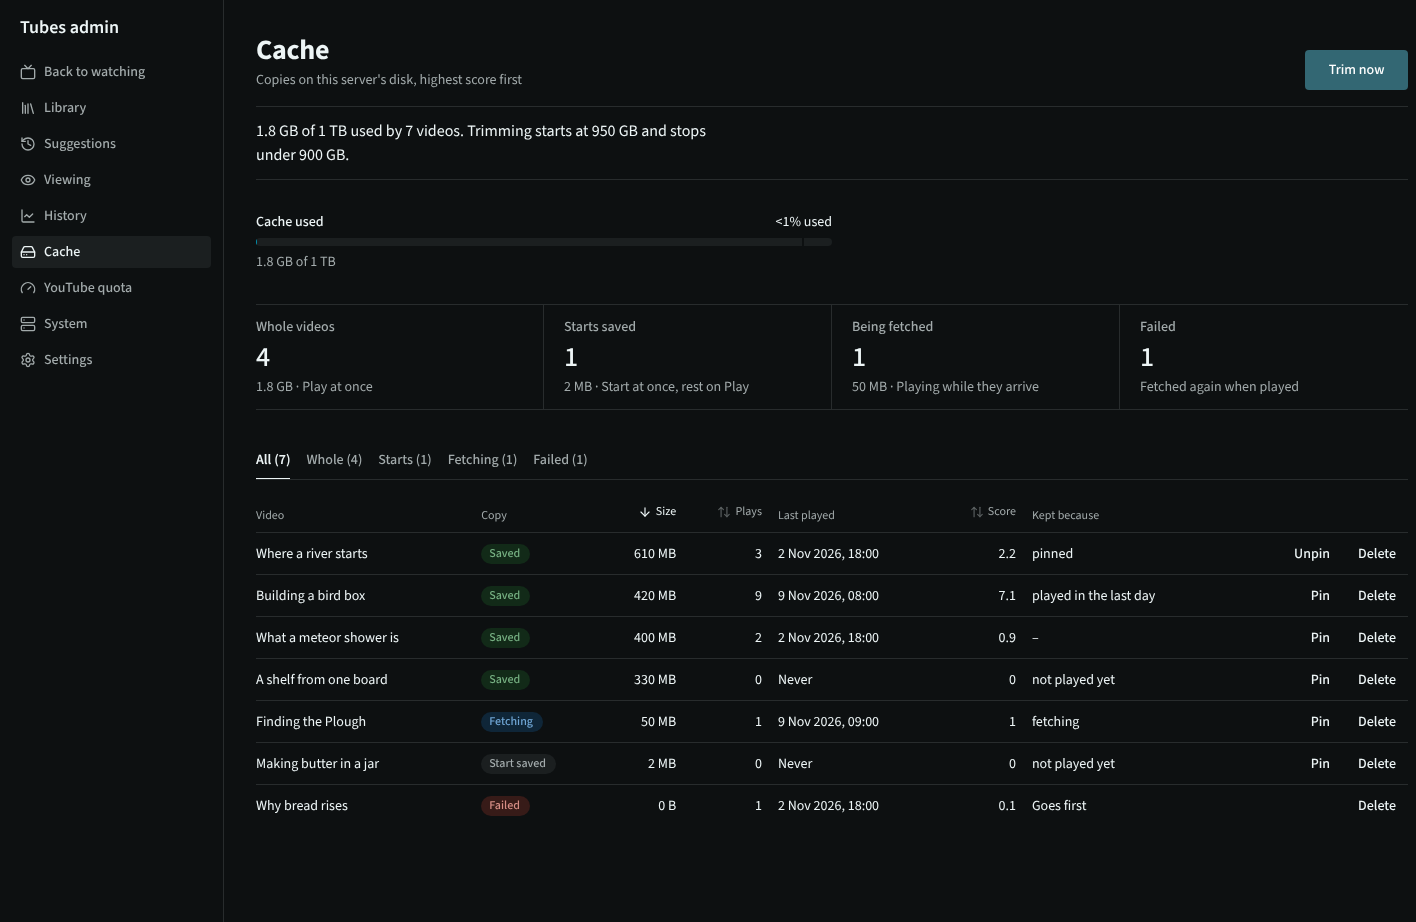 Tubes admin
Back to watching
Library
Suggestions
Viewing
History
Cache
YouTube quota
System
Settings
Cache
Copies on this server's disk, highest score first
Trim now
1.8 GB of 1 TB used by 7 videos. Trimming starts at 950 GB and stops
under 900 GB.
Cache used <1% used
1.8 GB of 1 TB
Whole videos
4
1.8 GB · Play at once
Starts saved
1
2 MB · Start at once, rest on Play
Being fetched
1
50 MB · Playing while they arrive
Failed
1
Fetched again when played
All (7) Whole (4) Starts (1) Fetching (1) Failed (1)
Video Copy Size Plays Last played Score Kept because
Where a river starts Saved 610 MB 3 2 Nov 2026, 18:00 2.2 pinned Unpin Delete
Building a bird box Saved 420 MB 9 9 Nov 2026, 08:00 7.1 played in the last day Pin Delete
What a meteor shower is Saved 400 MB 2 2 Nov 2026, 18:00 0.9 – Pin Delete
A shelf from one board Saved 330 MB 0 Never 0 not played yet Pin Delete
Finding the Plough Fetching 50 MB 1 9 Nov 2026, 09:00 1 fetching Pin Delete
Making butter in a jar Start saved 2 MB 0 Never 0 not played yet Pin Delete
Why bread rises Failed 0 B 1 2 Nov 2026, 18:00 0.1 Goes first Delete